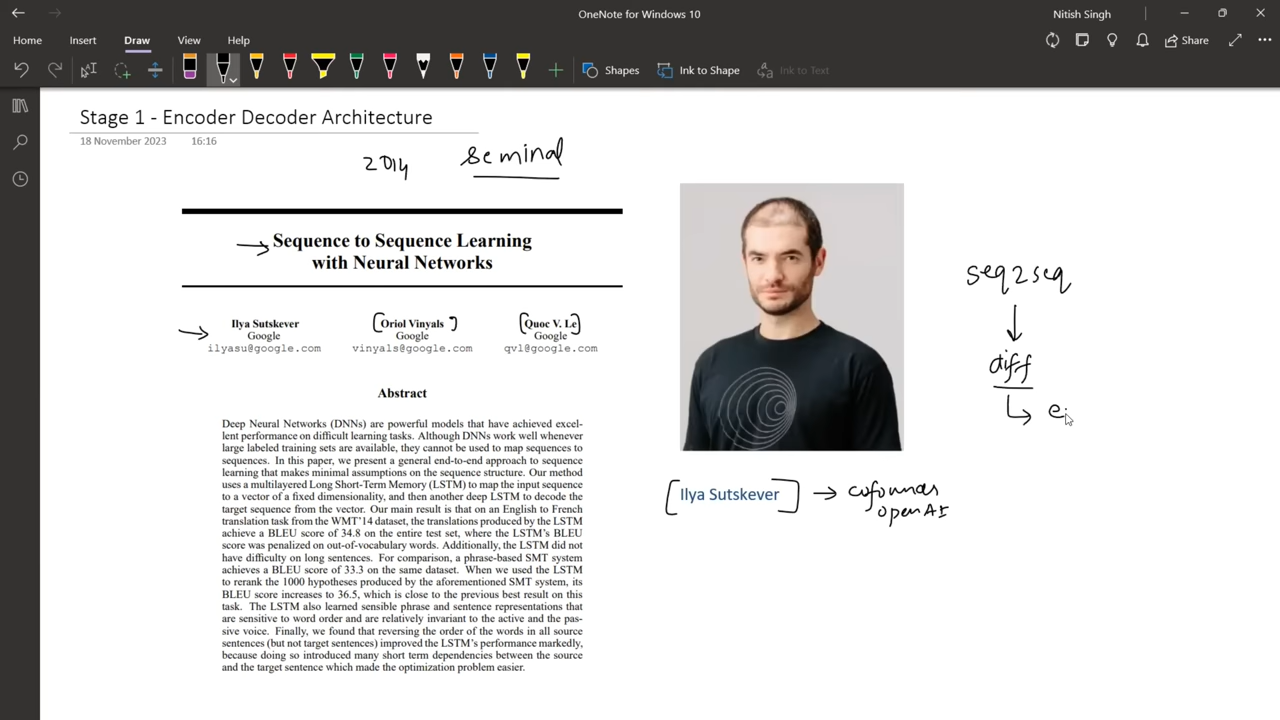 OneNote for Windows 10
Nitish Singh
Home Insert Draw View Help
Share
Shapes Ink to Shape Ink to Text
Stage 1 - Encoder Decoder Architecture
18 November 2023 16:16
2014 seminal
Sequence to Sequence Learning
with Neural Networks
Ilya Sutskever
Google
ilyasu@google.com
Oriol Vinyals
Google
vinyals@google.com
Quoc V. Le
Google
qvl@google.com
Abstract
Deep Neural Networks (DNNs) are powerful models that have achieved excel-
lent performance on difficult learning tasks. Although DNNs work well whenever
large labeled training sets are available, they cannot be used to map sequences to
sequences. In this paper, we present a general end-to-end approach to sequence
learning that makes minimal assumptions on the sequence structure. Our method
uses a multilayered Long Short-Term Memory (LSTM) to map the input sequence
to a vector of a fixed dimensionality, and then another deep LSTM to decode the
target sequence from the vector. Our main result is that on an English to French
translation task from the WMT'14 dataset, the translations produced by the LSTM
achieve a BLEU score of 34.8 on the entire test set, where the LSTM's BLEU
score was penalized on out-of-vocabulary words. Additionally, the LSTM did not
have difficulty on long sentences. For comparison, a phrase-based SMT system
achieves a BLEU score of 33.3 on the same dataset. When we used the LSTM
to rerank the 1000 hypotheses produced by the aforementioned SMT system, its
BLEU score increases to 36.5, which is close to the previous best result on this
task. The LSTM also learned sensible phrase and sentence representations that
are sensitive to word order and are relatively invariant to the active and the pas-
sive voice. Finally, we found that reversing the order of the words in all source
sentences (but not target sentences) improved the LSTM's performance markedly,
because doing so introduced many short term dependencies between the source
and the target sentence which made the optimization problem easier.
[Ilya Sutskever] → 
openAI
seq2seq
↓
diff
↳ e